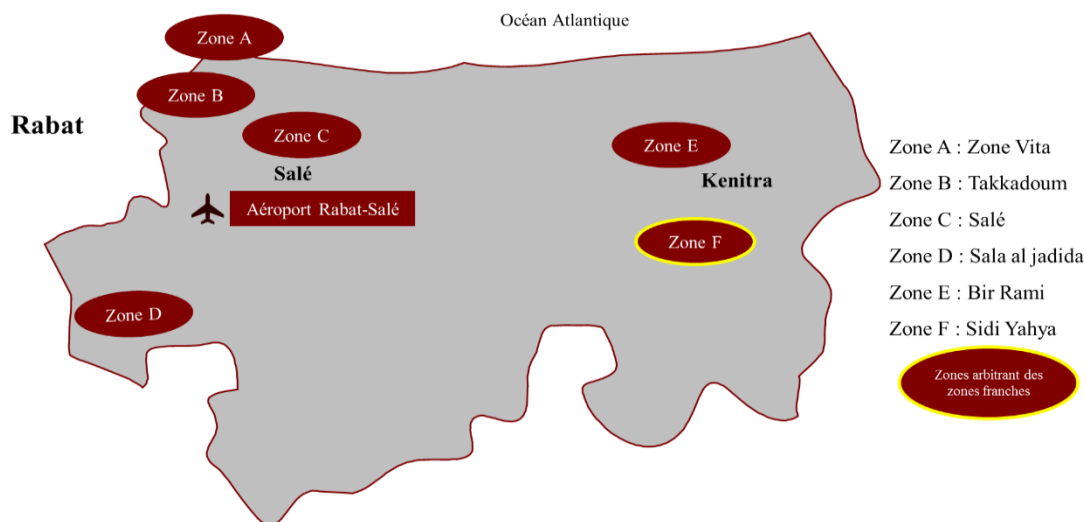 Océan Atlantique
Zone A
Zone B
Rabat
Zone C
Zone E
Salé
Kenitra
Aéroport Rabat-Salé
Zone F
Zone D
Zone A : Zone Vita
Zone B : Takkadoum
Zone C : Salé
Zone D : Sala al jadida
Zone E : Bir Rami
Zone F : Sidi Yahya
Zones arbitrant des
zones franches